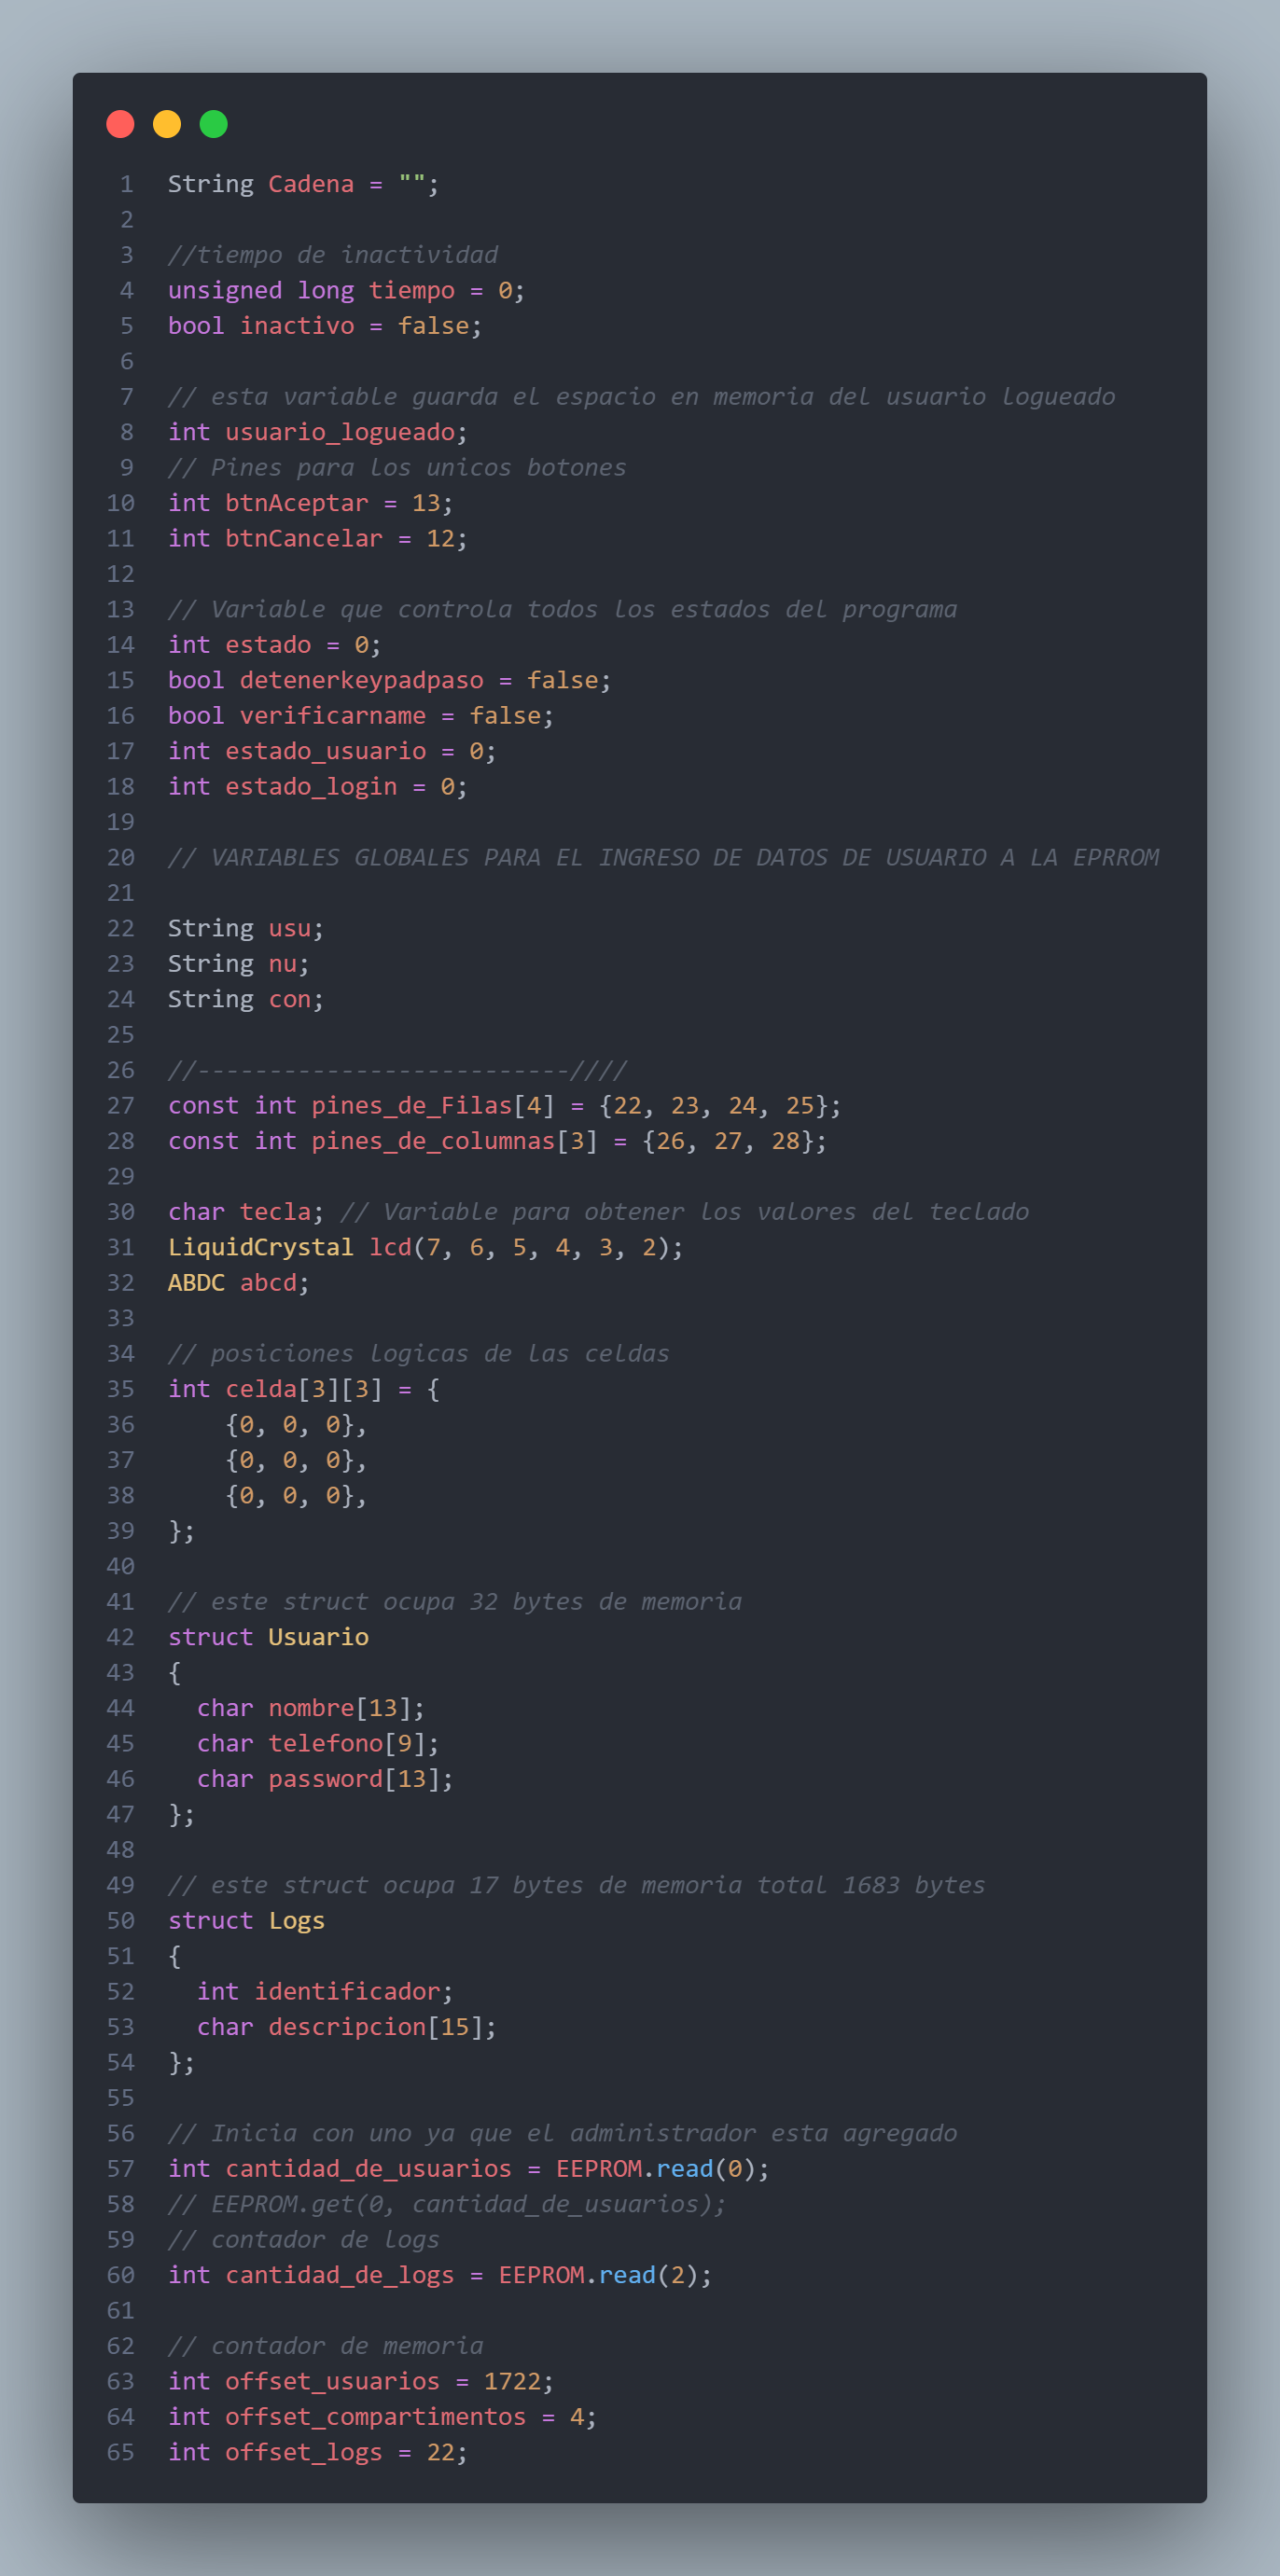 1 String Cadena = "";
2
3 //tiempo de inactividad
4 unsigned long tiempo = 0;
5 bool inactivo = false;
6
7 // esta variable guarda el espacio en memoria del usuario logueado
8 int usuario_logueado;
9 // Pines para los unicos botones
10 int btnAceptar = 13;
11 int btnCancelar = 12;
12
13 // Variable que controla todos los estados del programa
14 int estado = 0;
15 bool detenerkeypadpaso = false;
16 bool verificarname = false;
17 int estado_usuario = 0;
18 int estado_login = 0;
19
20 // VARIABLES GLOBALES PARA EL INGRESO DE DATOS DE USUARIO A LA EPRROM
21
22 String usu;
23 String nu;
24 String con;
25
26 //--------------------------////
27 const int pines_de_Filas[4] = {22, 23, 24, 25};
28 const int pines_de_columnas[3] = {26, 27, 28};
29
30 char tecla; // Variable para obtener los valores del teclado
31 LiquidCrystal lcd(7, 6, 5, 4, 3, 2);
32 ABDC abcd;
33
34 // posiciones logicas de las celdas
35 int celda[3][3] = {
36     {0, 0, 0},
37     {0, 0, 0},
38     {0, 0, 0},
39 };
40
41 // este struct ocupa 32 bytes de memoria
42 struct Usuario
43 {
44   char nombre[13];
45   char telefono[9];
46   char password[13];
47 };
48
49 // este struct ocupa 17 bytes de memoria total 1683 bytes
50 struct Logs
51 {
52   int identificador;
53   char descripcion[15];
54 };
55
56 // Inicia con uno ya que el administrador esta agregado
57 int cantidad_de_usuarios = EEPROM.read(0);
58 // EEPROM.get(0, cantidad_de_usuarios);
59 // contador de logs
60 int cantidad_de_logs = EEPROM.read(2);
61
62 // contador de memoria
63 int offset_usuarios = 1722;
64 int offset_compartimentos = 4;
65 int offset_logs = 22;